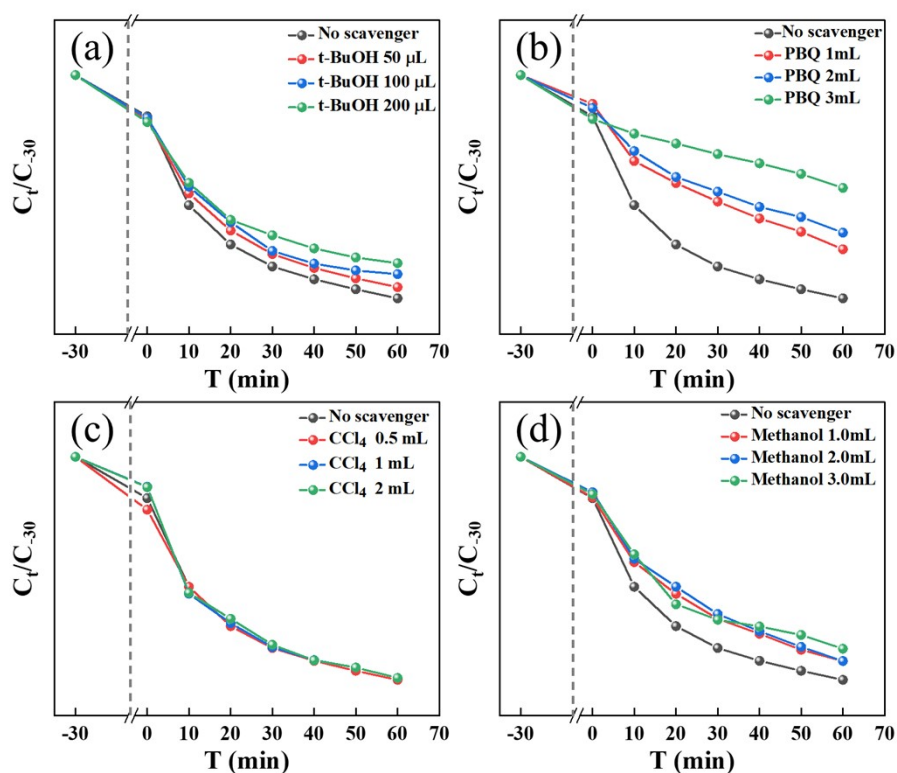 (a)
No scavenger
t-BuOH 50 μL
t-BuOH 100 μL
t-BuOH 200 μL
Ct/C-30
-30 0 10 20 30 40 50 60 70
T (min)
(b)
No scavenger
PBQ 1mL
PBQ 2mL
PBQ 3mL
Ct/C-30
-30 0 10 20 30 40 50 60 70
T (min)
(c)
No scavenger
CCl4 0.5 mL
CCl4 1 mL
CCl4 2 mL
Ct/C-30
-30 0 10 20 30 40 50 60 70
T (min)
(d)
No scavenger
Methanol 1.0mL
Methanol 2.0mL
Methanol 3.0mL
Ct/C-30
-30 0 10 20 30 40 50 60 70
T (min)